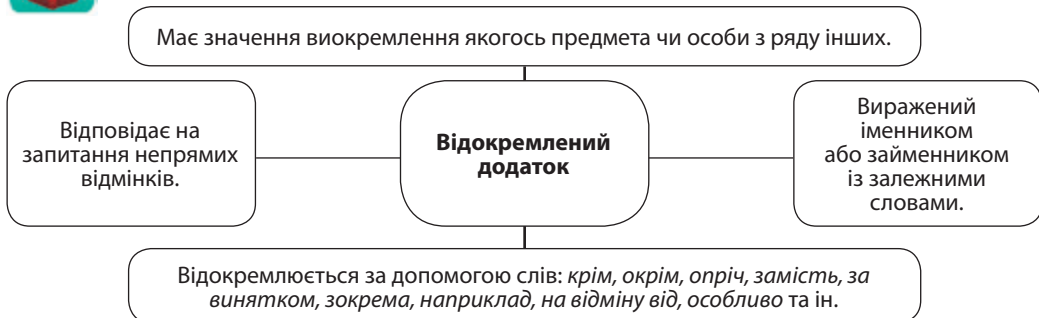 Має значення виокремлення якогось предмета чи особи з ряду інших.
Відповідає на
запитання непрямих
відмінків.
Відокремлений
додаток
Виражений
іменником
або займенником
із залежними
словами.
Відокремлюється за допомогою слів: крім, окрім, опріч, замість, за
винятком, зокрема, наприклад, на відміну від, особливо та ін.